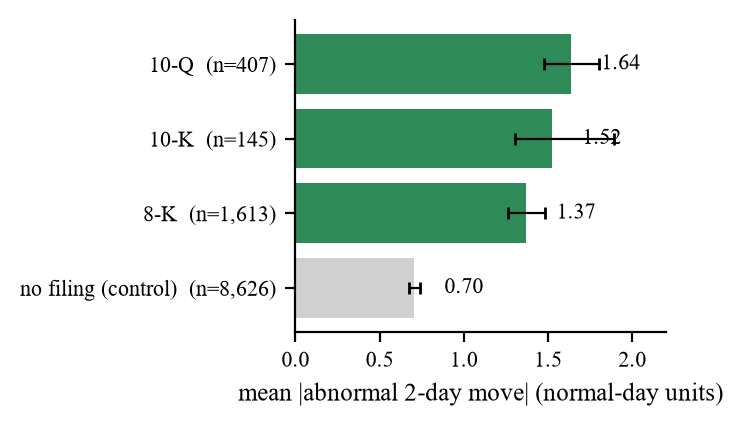 10-Q (n=407)
1.64
10-K (n=145)
1.52
8-K (n=1,613)
1.37
no filing (control) (n=8,626)
0.70
0.0 0.5 1.0 1.5 2.0
mean |abnormal 2-day move| (normal-day units)